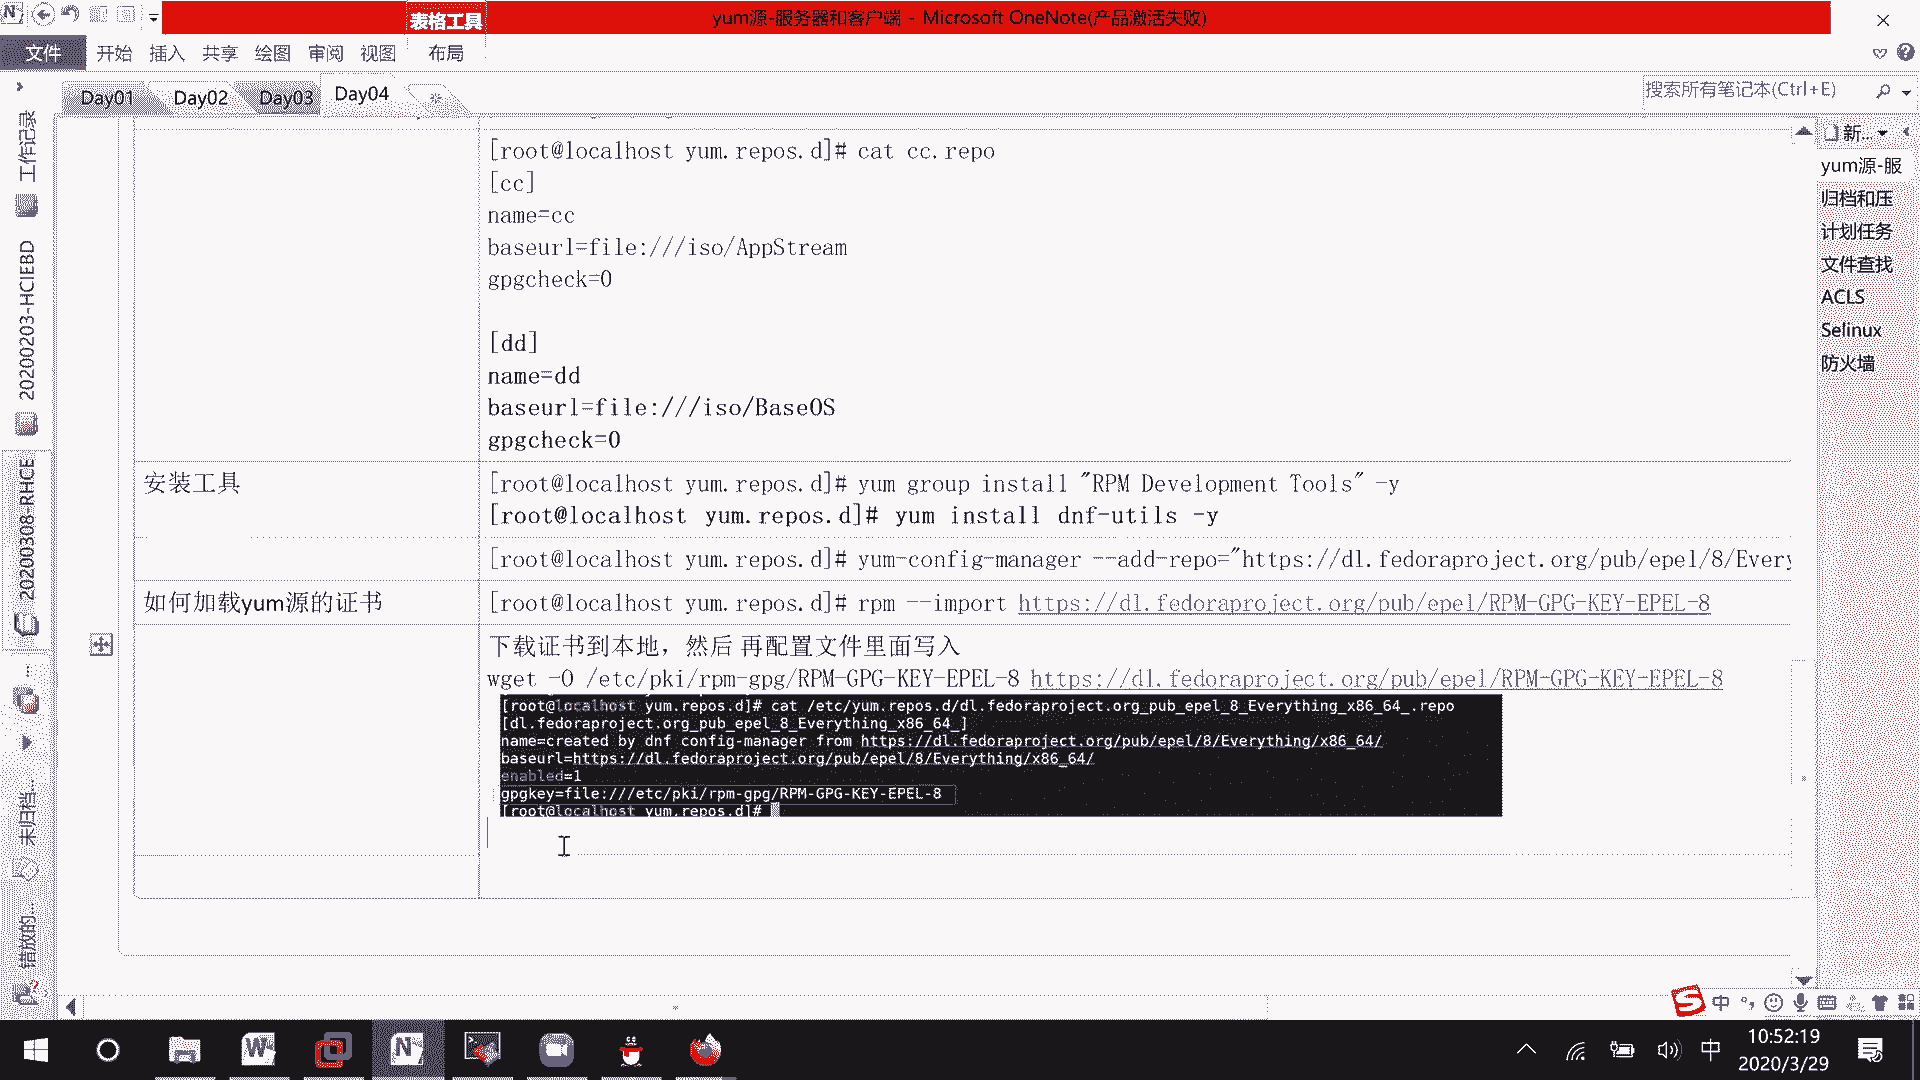 表格工具
yum源-服务器和客户端 - Microsoft OneNote(产品激活失败)
文件 开始 插入 共享 绘图 审阅 视图 布局
Day01 Day02 Day03 Day04
搜索所有笔记本(Ctrl+E)
工作记录
20200203-HCIEBD
20200308-RHCE
未归档...
错放的...
新...
yum源-服
归档和压
计划任务
文件查找
ACLS
Selinux
防火墙
[root@localhost yum.repos.d]# cat cc.repo
[cc]
name=cc
baseurl=file:///iso/AppStream
gpgcheck=0
[dd]
name=dd
baseurl=file:///iso/BaseOS
gpgcheck=0
安装工具
[root@localhost yum.repos.d]# yum group install "RPM Development Tools" -y
[root@localhost yum.repos.d]# yum install dnf-utils -y
[root@localhost yum.repos.d]# yum-config-manager --add-repo="https://dl.fedoraproject.org/pub/epel/8/Every
如何加载yum源的证书
[root@localhost yum.repos.d]# rpm --import https://dl.fedoraproject.org/pub/epel/RPM-GPG-KEY-EPEL-8
下载证书到本地，然后 再配置文件里面写入
wget -O /etc/pki/rpm-gpg/RPM-GPG-KEY-EPEL-8 https://dl.fedoraproject.org/pub/epel/RPM-GPG-KEY-EPEL-8
[root@localhost yum.repos.d]# cat /etc/yum.repos.d/dl.fedoraproject.org_pub_epel_8_Everything_x86_64_.repo
[dl.fedoraproject.org_pub_epel_8_Everything_x86_64_]
name=created by dnf config-manager from https://dl.fedoraproject.org/pub/epel/8/Everything/x86_64/
baseurl=https://dl.fedoraproject.org/pub/epel/8/Everything/x86_64/
enabled=1
gpgkey=file:///etc/pki/rpm-gpg/RPM-GPG-KEY-EPEL-8
[root@localhost yum.repos.d]#
中
中
10:52:19
2020/3/29